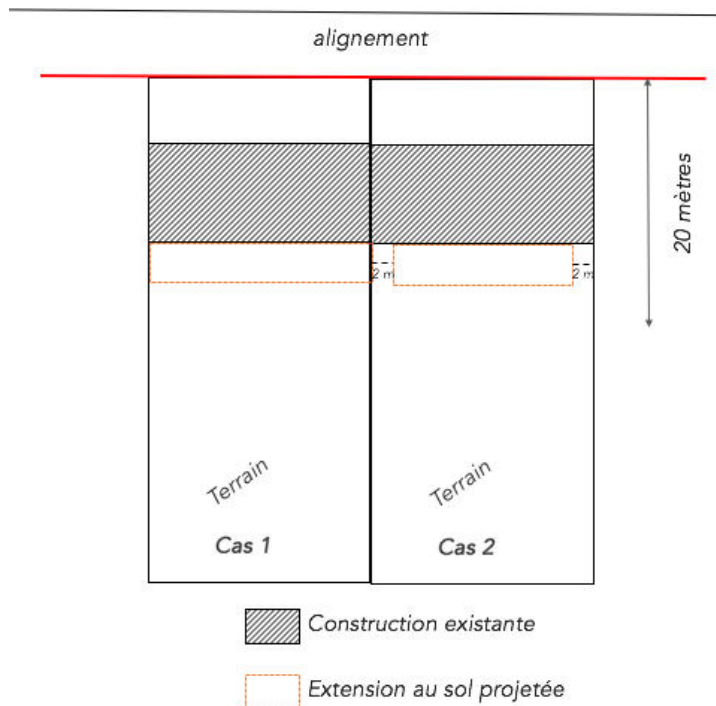 alignement
20 mètres
2 m
2 m
Terrain
Terrain
Cas 1
Cas 2
Construction existante
Extension au sol projetée